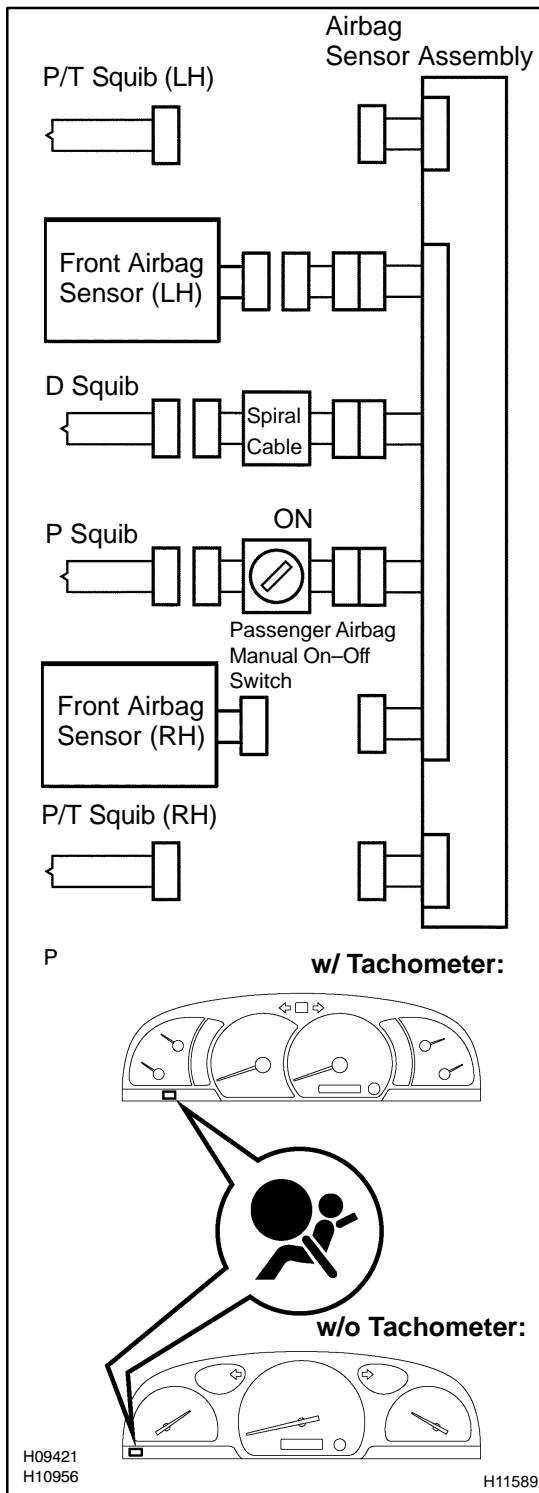 Airbag
Sensor Assembly
P/T Squib (LH)
Front Airbag
Sensor (LH)
D Squib
Spiral
Cable
P Squib
ON
Passenger Airbag
Manual On–Off
Switch
Front Airbag
Sensor (RH)
P/T Squib (RH)
P
w/ Tachometer:
w/o Tachometer:
H09421
H10956
H11589